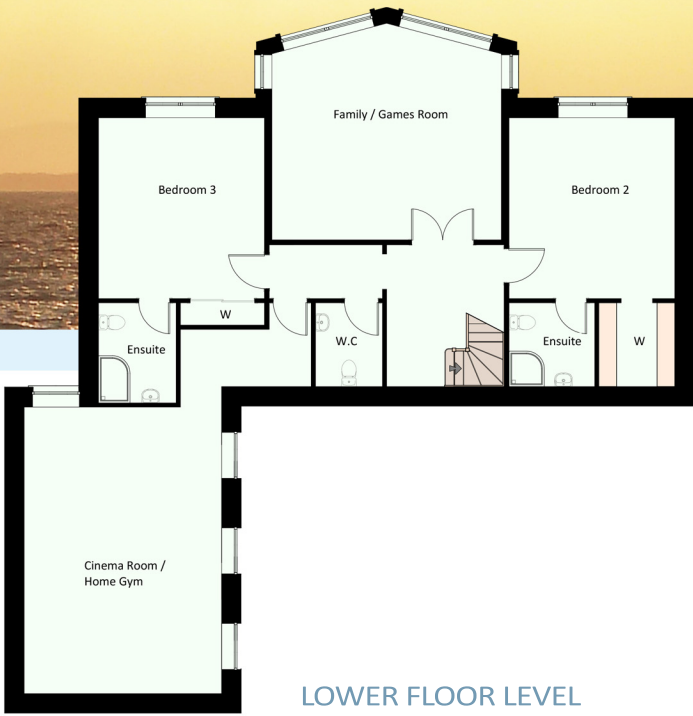 Family / Games Room
Bedroom 3
Bedroom 2
W
Ensuite
W.C
Ensuite
W
Cinema Room /
Home Gym
LOWER FLOOR LEVEL